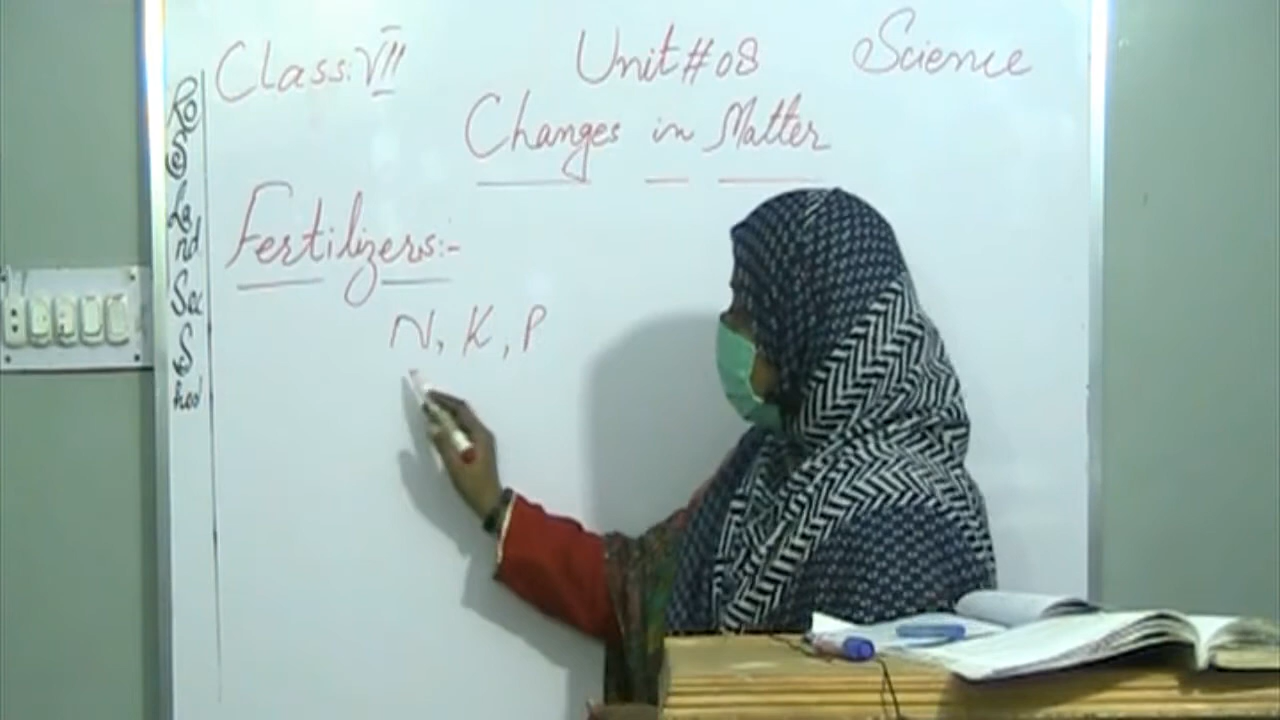 Class: VII Unit # 08 Science
Changes in Matter
Fertilizers:-
N, K, P